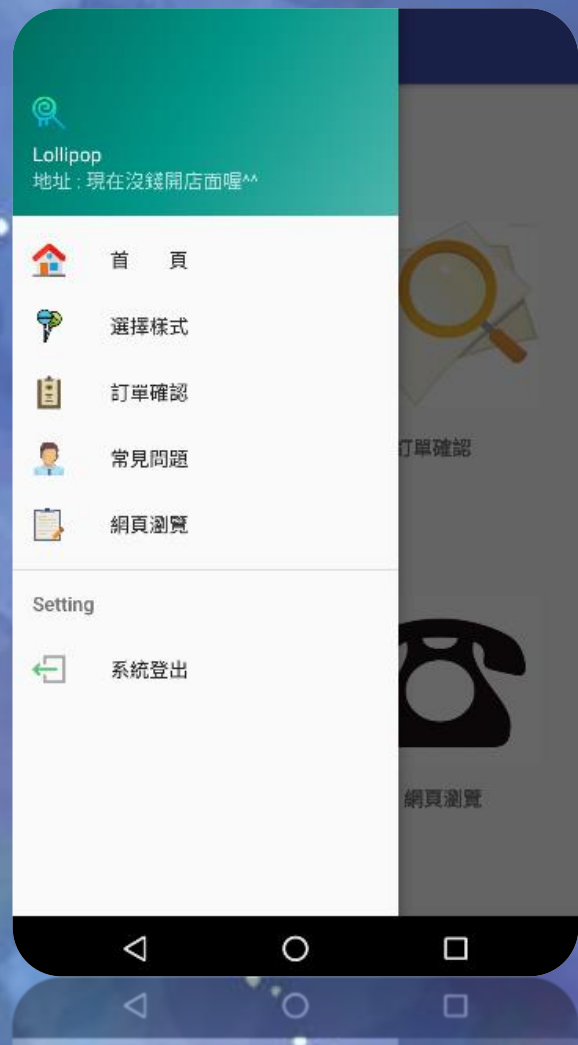 Lollipop
地址 : 現在沒錢開店面喔^^
首　　頁
選擇樣式
訂單確認
常見問題
網頁瀏覽
Setting
系統登出
訂單確認
網頁瀏覽